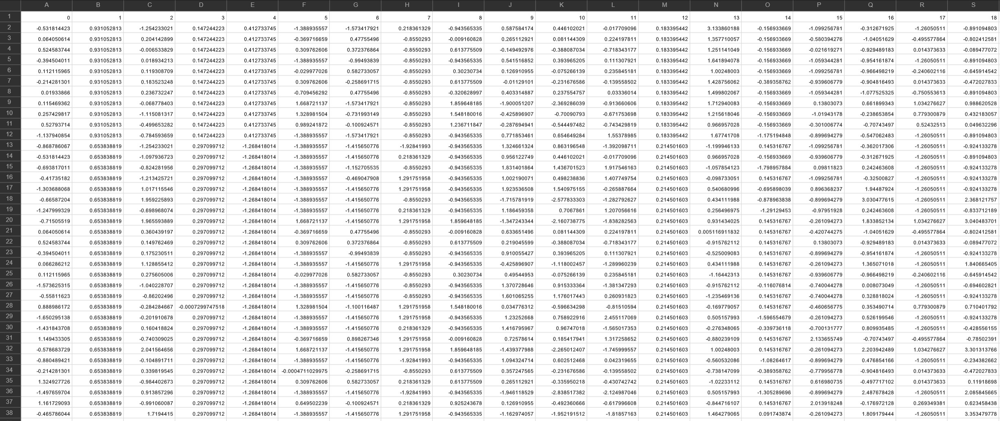 A B C D E F G H I J K L M N O P Q R S
1 0 1 2 3 4 5 6 7 8 9 10 11 12 13 14 15 16 17 18
2 -0.531814423 0.931052813 -1.254233021 0.147244223 0.412733745 -1.388935557 -1.573417921 0.218361329 -0.943565335 0.587584174 0.446102021 -0.017709096 0.183395442 3.133860188 -0.156933669 -1.099256781 -0.312671925 -1.26050511 -0.891094803
3 0.064050614 0.931052813 0.204142899 0.147244223 0.412733745 -0.369716659 0.47755496 -0.8550293 -0.009160828 0.265112921 0.081144309 0.224197811 0.183395442 1.357710057 -0.156933669 -0.580394276 -1.04051629 -0.495577864 -0.802412581
4 0.524583744 0.931052813 -0.006533829 0.147244223 0.412733745 0.309762606 0.372376864 -0.8550293 0.613775509 -0.149492976 -0.388087034 -0.718343177 0.183395442 1.251141049 -0.156933669 -0.021619271 -0.929489183 0.014373633 -0.089477072
5 -0.394504011 0.931052813 0.018934213 0.147244223 0.412733745 -1.388935557 -0.99493839 -0.8550293 -0.943565335 0.541516852 0.393965205 0.111307921 0.183395442 1.641894078 -0.156933669 -1.059344281 -0.954161874 -1.26050511 -0.891094803
6 0.112115965 0.931052813 0.119308709 0.147244223 0.412733745 -0.029977026 0.582733057 -0.8550293 0.30230734 0.126910955 -0.075266139 0.235845181 0.183395442 1.00248003 -0.156933669 -1.099256781 -0.966498219 -0.240602116 -0.645914542
7 -0.214281301 0.931052813 0.183523248 0.147244223 0.412733745 0.309762606 -0.258691715 -0.8550293 0.613775509 -0.01129101 -0.231676586 -0.139558502 0.183395442 1.428756062 -0.389358762 -0.939606779 -0.904816493 0.014373633 -0.472027833
8 0.01933866 0.931052813 0.236732247 0.147244223 0.412733745 -0.709456292 0.47755496 -0.8550293 -0.320628997 0.403314887 0.237554757 0.03336014 0.183395442 1.499802067 -0.156933669 -1.059344281 -1.077525325 -0.750553613 -0.891094803
9 0.115469362 0.931052813 -0.068778403 0.147244223 0.412733745 1.668721137 -1.573417921 -0.8550293 1.859648185 -1.900051207 -2.369286039 -0.913660606 0.183395442 1.712940083 -0.156933669 0.13803073 0.661899343 1.034276627 0.988620528
10 0.257429817 0.931052813 -1.115081317 0.147244223 0.412733745 1.328981504 -0.731993149 -0.8550293 1.548180016 -0.425896907 -0.70090793 -0.671753698 0.183395442 1.215618046 -0.156933669 -1.01943178 -0.238653854 0.779300879 0.432183057
11 0.52793714 0.931052813 -0.499653282 0.147244223 0.412733745 0.989241872 -0.100924571 -0.8550293 1.236711847 -0.287694941 -0.544497482 -0.743429819 0.183395442 0.966957028 -0.156933669 -0.301006774 -0.70743497 0.52432513 0.049632296
12 -1.137940854 0.931052813 -0.784593659 0.147244223 0.412733745 -1.388935557 -1.573417921 -0.8550293 -0.943565335 0.771853461 0.654649284 1.55378985 0.183395442 1.67741708 -1.175194848 -0.899694279 -0.547062483 -1.26050511 -0.891094803
13 -0.868786067 0.653838819 -1.254233021 0.297099712 -1.268418014 -1.388935557 -1.415650776 -1.92841993 -0.943565335 1.324661324 0.863196548 -1.392098711 0.214501603 -1.199946133 0.145316767 -1.099256781 -0.362017306 -1.26050511 -0.924133278
14 -0.531814423 0.653838819 -1.097936723 0.297099712 -1.268418014 -1.388935557 -1.415650776 0.218361329 -0.943565335 0.956122749 0.446102021 -0.017709096 0.214501603 0.966957028 -0.156933669 -0.939606779 -0.312671925 -1.26050511 -0.891094803
15 -0.693817011 0.653838819 -0.824281956 0.297099712 -1.268418014 -1.388935557 -1.152705535 -0.8550293 -0.943565335 1.831401864 1.436701523 1.917546163 0.214501603 -1.057854123 -1.798957884 0.09811823 0.242463608 -1.26050511 -0.924133278
16 -0.41735182 0.653838819 -1.213425721 0.297099712 -1.268418014 -1.388935557 -0.469047908 1.291751958 -0.943565335 1.002190071 0.498238836 1.407749754 0.214501603 -0.098733051 0.145316767 -1.099256781 -0.32500827 -1.26050511 -0.924133278
17 -1.303688068 0.653838819 1.017115546 0.297099712 -1.268418014 -1.388935557 -1.415650776 1.291751958 -0.943565335 1.923536508 1.540975155 -0.265887664 0.214501603 0.540680996 -0.695898039 0.896368237 1.94487924 -1.26050511 -0.924133278
18 -0.66587204 0.653838819 1.959225893 0.297099712 -1.268418014 -1.388935557 -1.415650776 -0.8550293 -0.943565335 -1.715781919 -2.577833303 -1.282792627 0.214501603 0.434111988 -0.878963838 -0.899694279 3.030477615 -1.26050511 2.368121757
19 -1.247999329 0.653838819 -0.698968074 0.297099712 -1.268418014 -1.388935557 -1.415650776 0.218361329 -0.943565335 1.186459358 0.7067861 1.207056616 0.214501603 0.256496975 -1.29129453 -0.97951928 0.242463608 -1.26050511 -0.833712189
20 -0.71505519 0.653838819 1.965593889 0.297099712 -1.268418014 1.668721137 -1.415650776 1.291751958 1.859648185 -1.347243344 -2.160738775 -1.838282563 0.214501603 0.931434025 0.145316767 -0.261094273 1.833852134 1.034276627 3.040483701
21 0.064050614 0.653838819 0.360439197 0.297099712 -1.268418014 -0.369716659 0.47755496 -0.8550293 -0.009160828 0.633651496 0.081144309 0.224197811 0.214501603 0.005116911832 0.145316767 -0.420744275 -1.04051629 -0.495577864 -0.802412581
22 0.524583744 0.653838819 0.149762469 0.297099712 -1.268418014 0.309762606 0.372376864 -0.8550293 0.613775509 0.219045599 -0.388087034 -0.718343177 0.214501603 -0.915762112 0.145316767 0.13803073 -0.929489183 0.014373633 -0.089477072
23 -0.394504011 0.653838819 0.175230511 0.297099712 -1.268418014 -1.388935557 -0.99493839 -0.8550293 -0.943565335 0.910055427 0.393965205 0.111307921 0.214501603 -0.525009083 0.145316767 -0.899694279 -0.954161874 -1.26050511 -0.924133278
24 0.066286212 0.653838819 1.128855412 0.297099712 -1.268418014 -1.388935557 -1.415650776 1.291751958 -0.943565335 -0.425896907 -1.118002457 -1.289960239 0.214501603 0.434111988 0.145316767 -0.261094273 1.365071018 -1.26050511 1.840665405
25 0.112115965 0.653838819 0.275605006 0.297099712 -1.268418014 -0.029977026 0.582733057 -0.8550293 0.30230734 0.49544953 -0.075266139 0.235845181 0.214501603 -1.16442313 0.145316767 -0.939606779 -0.966498219 -0.240602116 -0.645914542
26 -1.573625315 0.653838819 -1.040228707 0.297099712 -1.268418014 -1.388935557 -1.415650776 -0.8550293 -0.943565335 1.370728646 0.915333364 -1.381347293 0.214501603 -0.915762112 -0.116076814 -0.740044278 0.008073049 -1.26050511 -0.694602821
27 -0.55811623 0.653838819 -0.86202496 0.297099712 -1.268418014 -1.388935557 -1.415650776 -0.8550293 -0.943565335 1.601065255 1.176017443 0.260931823 0.214501603 -1.235469136 0.145316767 -0.740044278 0.328818024 -1.26050511 -0.924133278
28 0.888986172 0.653838819 -0.284284667 -0.0007299747518 -1.268418014 1.328981504 -1.100116487 1.291751958 1.548180016 0.034776312 -0.596634298 -0.81510594 0.214501603 -0.169779057 0.145316767 -0.460656775 0.353490714 0.779300879 0.710401792
29 -1.650295138 0.653838819 -0.201910678 0.297099712 -1.268418014 -1.388935557 -1.415650776 1.291751958 -0.943565335 1.23252668 0.758922916 2.455117069 0.214501603 0.505157993 -1.596554679 -0.261094273 0.526199546 -1.26050511 -0.924133278
30 -1.431843708 0.653838819 0.160418824 0.297099712 -1.268418014 -1.388935557 -1.415650776 0.218361329 -0.943565335 1.416795967 0.96747018 -1.565017353 0.214501603 -0.276348065 -0.339736118 -0.700131777 0.809935485 -1.26050511 -0.428556155
31 1.149433305 0.653838819 -0.740309025 0.297099712 -1.268418014 -0.369716659 0.898267346 1.291751958 -0.009160828 0.72578614 0.185417941 1.317258652 0.214501603 -0.880239109 0.145316767 2.133655749 -0.70743497 -0.495577864 -0.78502391
32 -0.578683729 0.653838819 2.041564656 0.297099712 -1.268418014 1.668721137 -1.415650776 1.291751958 1.859648185 -1.439377988 -2.265012407 -1.745999557 0.214501603 1.00248003 0.145316767 -0.261094273 2.203942489 1.034276627 3.301313766
33 -0.880489421 0.653838819 -0.104891711 0.297099712 -1.268418014 -1.388935557 -1.415650776 -1.92841993 -0.943565335 1.094324714 0.602512468 0.042319655 0.214501603 -0.560532086 -1.08264617 -0.899694279 0.476854166 -1.26050511 -0.234382662
34 -0.214281301 0.653838819 0.339819545 0.297099712 -1.268418014 -0.0004711029975 -0.258691715 -0.8550293 0.613775509 0.357247565 -0.231676586 -0.139558502 0.214501603 -0.738147099 -0.389358762 -0.779956778 -0.904816493 0.014373633 -0.472027833
35 1.324927726 0.653838819 -0.984402673 0.297099712 -1.268418014 0.309762606 0.582733057 0.218361329 0.613775509 0.265112921 -0.335950218 -0.430742742 0.214501603 -1.02233112 0.145316767 0.616980735 -0.497717102 0.014373633 0.11918698
36 -1.497659704 0.653838819 0.913857296 0.297099712 -1.268418014 -1.388935557 -1.415650776 -1.92841993 -0.943565335 -1.946118529 -2.838517382 -2.124987046 0.214501603 0.505157993 -1.305289696 -0.899694279 2.487678428 -1.26050511 2.085845665
37 1.161729093 0.653838819 -0.991060087 0.297099712 -1.268418014 0.649502239 -0.100924571 0.218361329 0.925243678 0.126910955 -0.492360666 -0.617996608 0.214501603 -0.844716107 0.145316767 2.013918248 -0.176972128 0.269349381 0.623458438
38 -0.465786044 0.653838819 1.7194415 0.297099712 -1.268418014 -1.388935557 -1.415650776 1.291751958 -0.943565335 -1.162974057 -1.952191512 -1.81857163 0.214501603 1.464279065 0.091743874 -0.261094273 1.809179444 -1.26050511 3.353479778